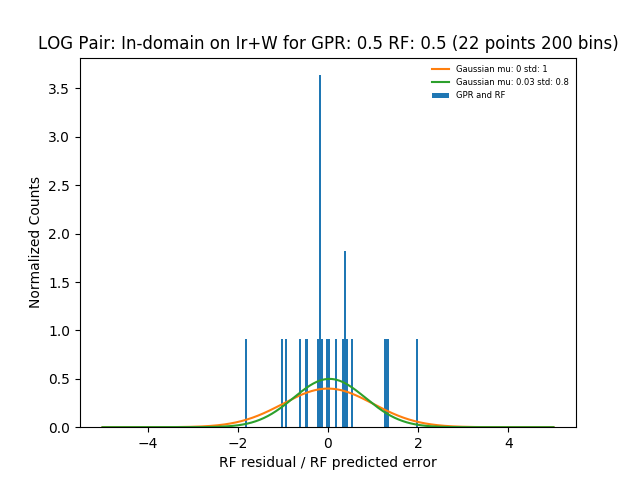 LOG Pair: In-domain on Ir+W for GPR: 0.5 RF: 0.5 (22 points 200 bins)
Gaussian mu: 0 std: 1
Gaussian mu: 0.03 std: 0.8
GPR and RF
Normalized Counts
3.5
3.0
2.5
2.0
1.5
1.0
0.5
0.0
−4 −2 0 2 4
RF residual / RF predicted error